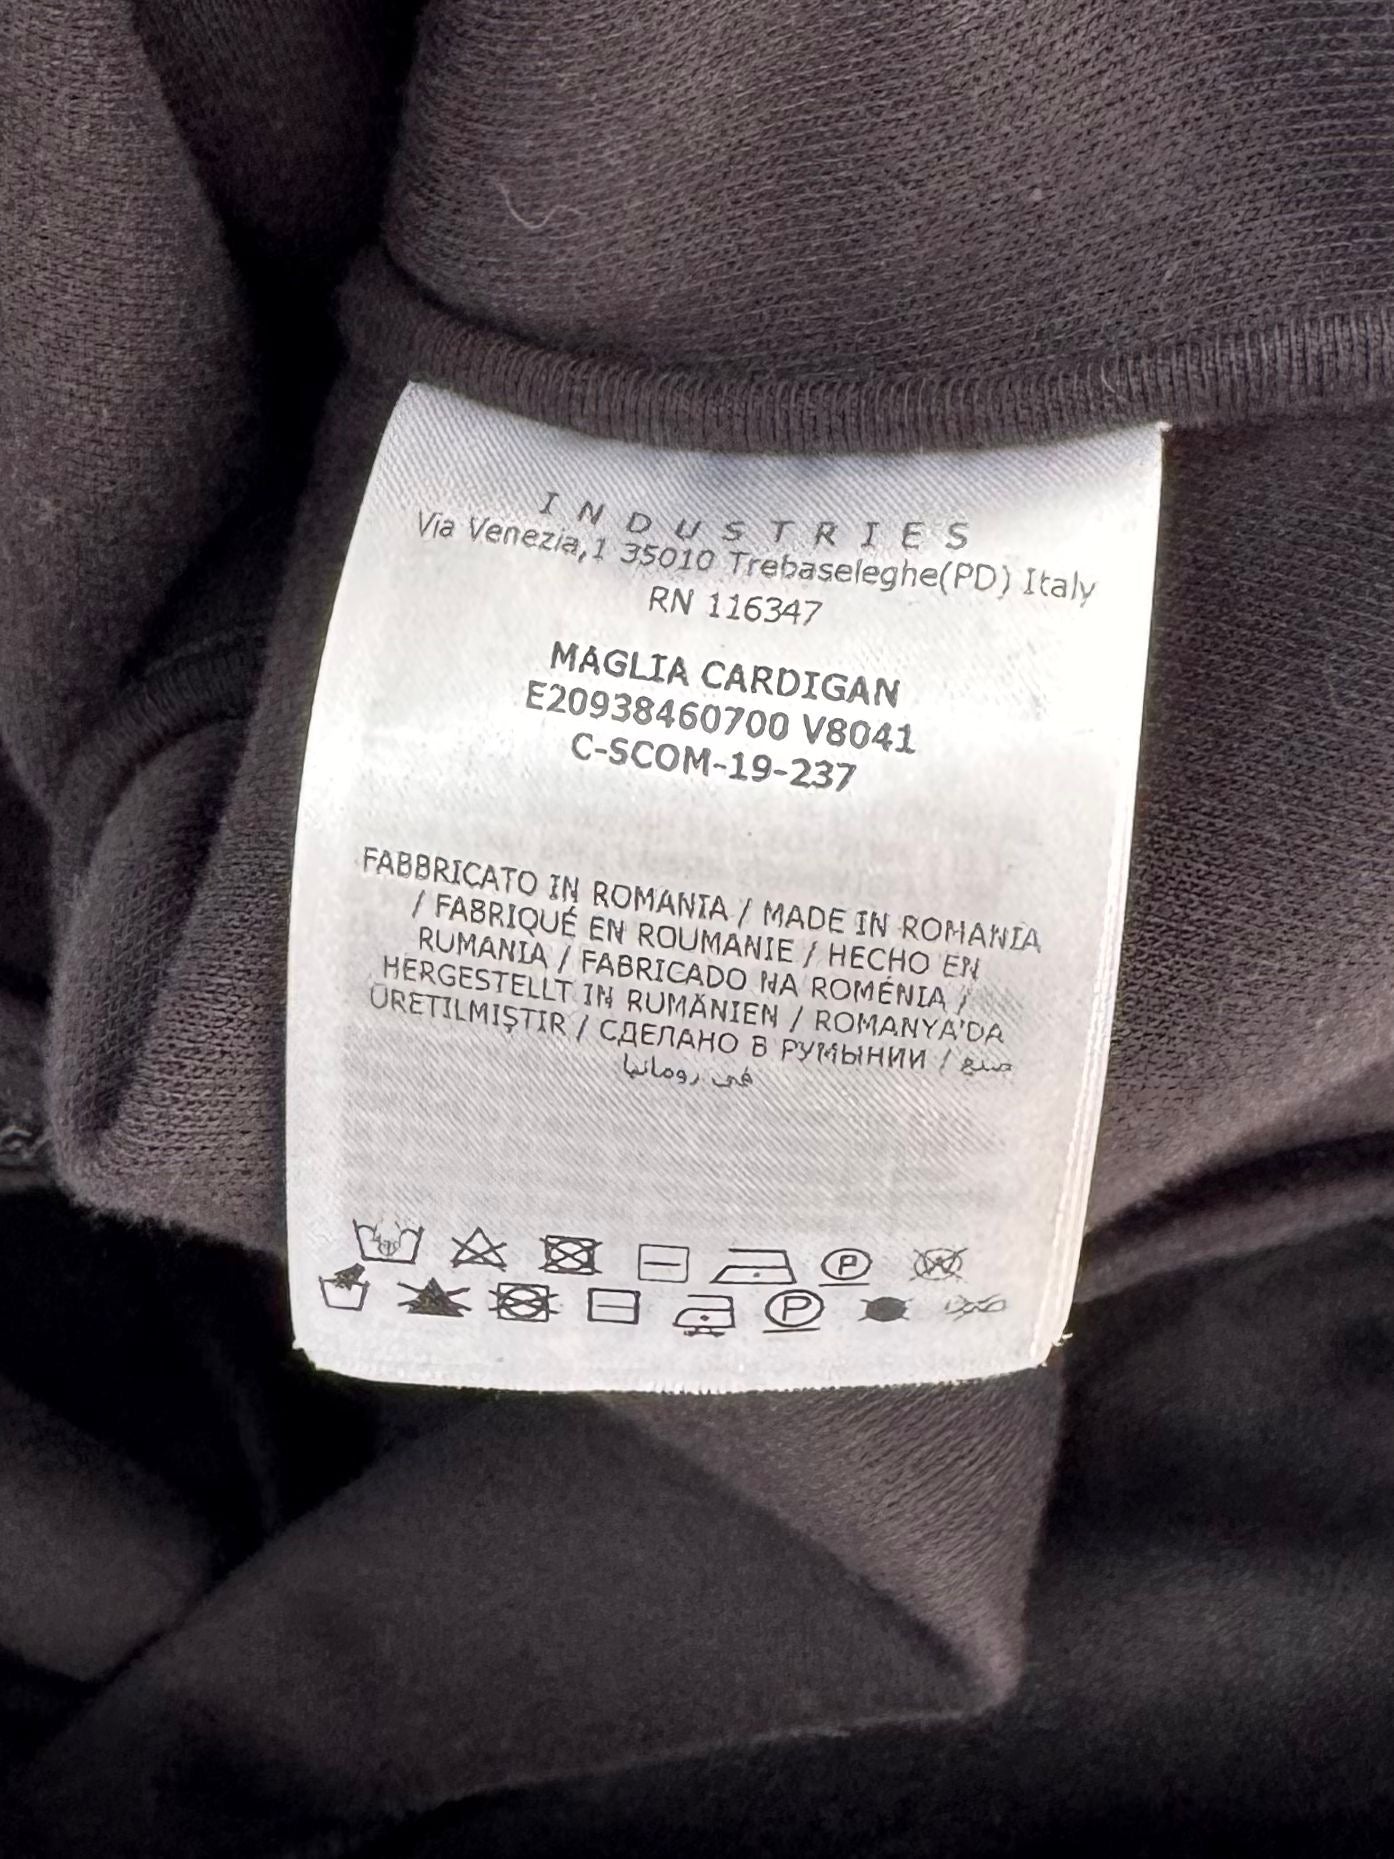 INDUSTRIES
Via Venezia,1 35010 Trebaseleghe(PD) Italy
RN 116347
MAGLIA CARDIGAN
E20938460700 V8041
C-SCOM-19-237
FABBRICATO IN ROMANIA / MADE IN ROMANIA
/ FABRIQUÉ EN ROUMANIE / HECHO EN
RUMANIA / FABRICADO NA ROMÉNIA /
HERGESTELLT IN RUMÄNIEN / ROMANYA'DA
ÜRETILMIŞTIR / СДЕЛАНО В РУМЫНИИ / صنع
في رومانيا
P W
P